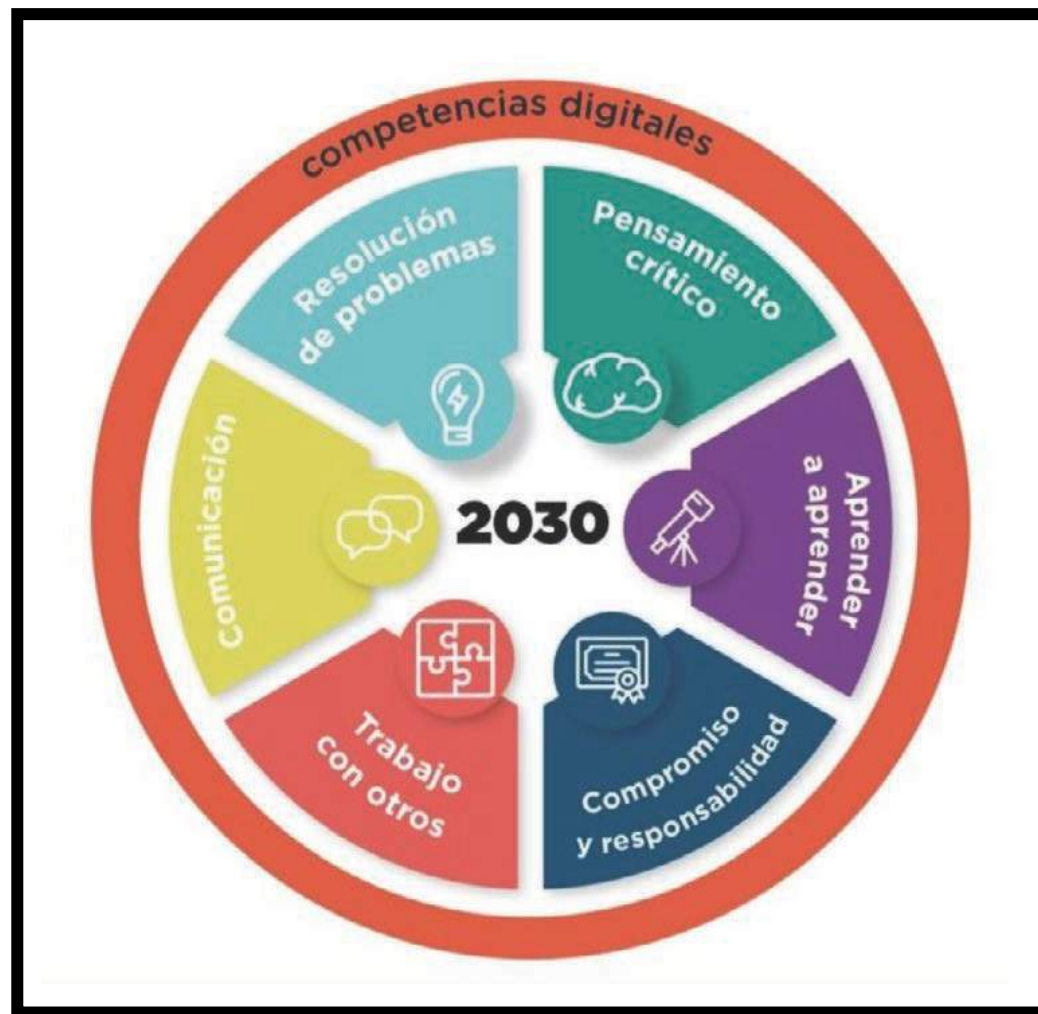 competencias digitales
Resolución
de problemas
Pensamiento
crítico
Comunicación
2030
Aprender
a aprender
Trabajo
con otros
Compromiso
y responsabilidad